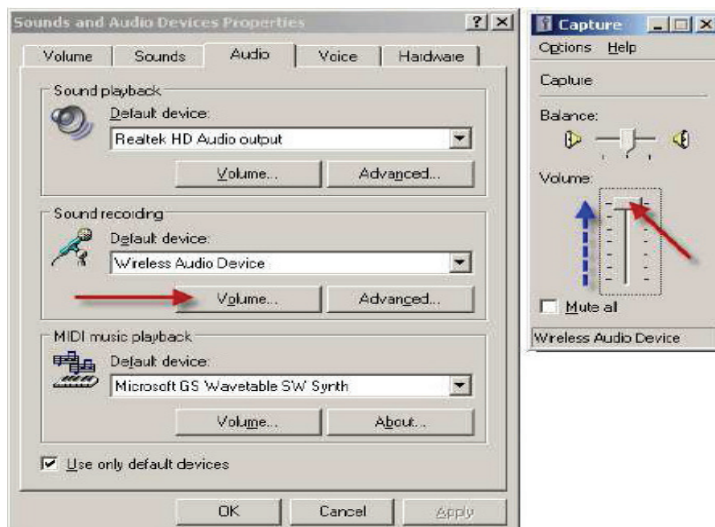 Sounds and Audio Devices Properties
Volume
Sounds
Audio
Voice
Hardware
Sound playback
Default device:
Realtek HD Audio output
Volume...
Advanced...
Sound recording
Default device:
Wireless Audio Device
Volume...
Advanced...
MIDI music playback
Default device:
Microsoft GS Wavetable SW Synth
Volume...
About...
Use only default devices
OK
Cancel
Apply
Capture
Options Help
Capture
Balance:
Volume:
Mute all
Wireless Audio Device